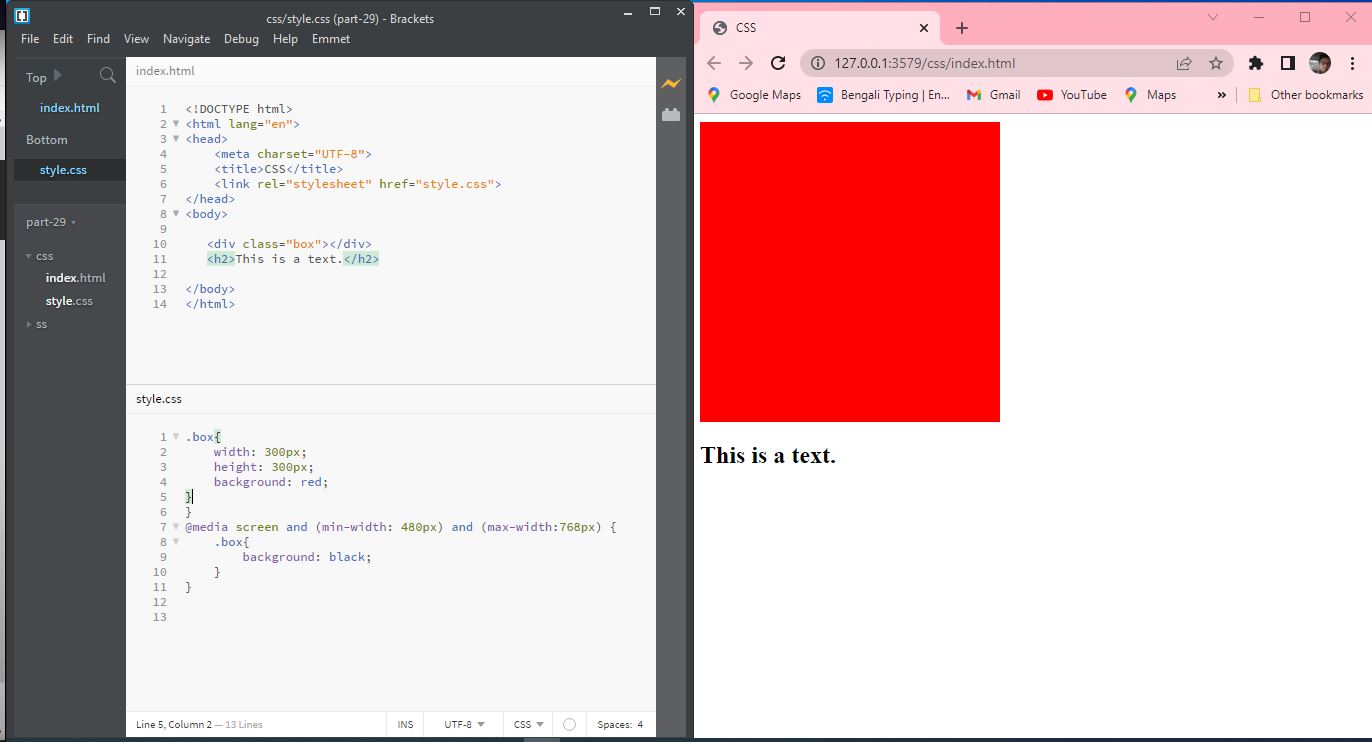 css/style.css (part-29) - Brackets
File Edit Find View Navigate Debug Help Emmet
Top
index.html
Bottom
style.css
part-29
css
index.html
style.css
ss
index.html
1 <!DOCTYPE html>
2 <html lang="en">
3 <head>
4 <meta charset="UTF-8">
5 <title>CSS</title>
6 <link rel="stylesheet" href="style.css">
7 </head>
8 <body>
9
10 <div class="box"></div>
11 <h2>This is a text.</h2>
12
13 </body>
14 </html>
style.css
1 .box{
2 width: 300px;
3 height: 300px;
4 background: red;
5 }
6 }
7 @media screen and (min-width: 480px) and (max-width:768px) {
8 .box{
9 background: black;
10 }
11 }
12
13
Line 5, Column 2 — 13 Lines
INS UTF-8 CSS Spaces: 4
CSS
127.0.0.1:3579/css/index.html
Google Maps Bengali Typing | En... Gmail YouTube Maps » Other bookmarks
This is a text.